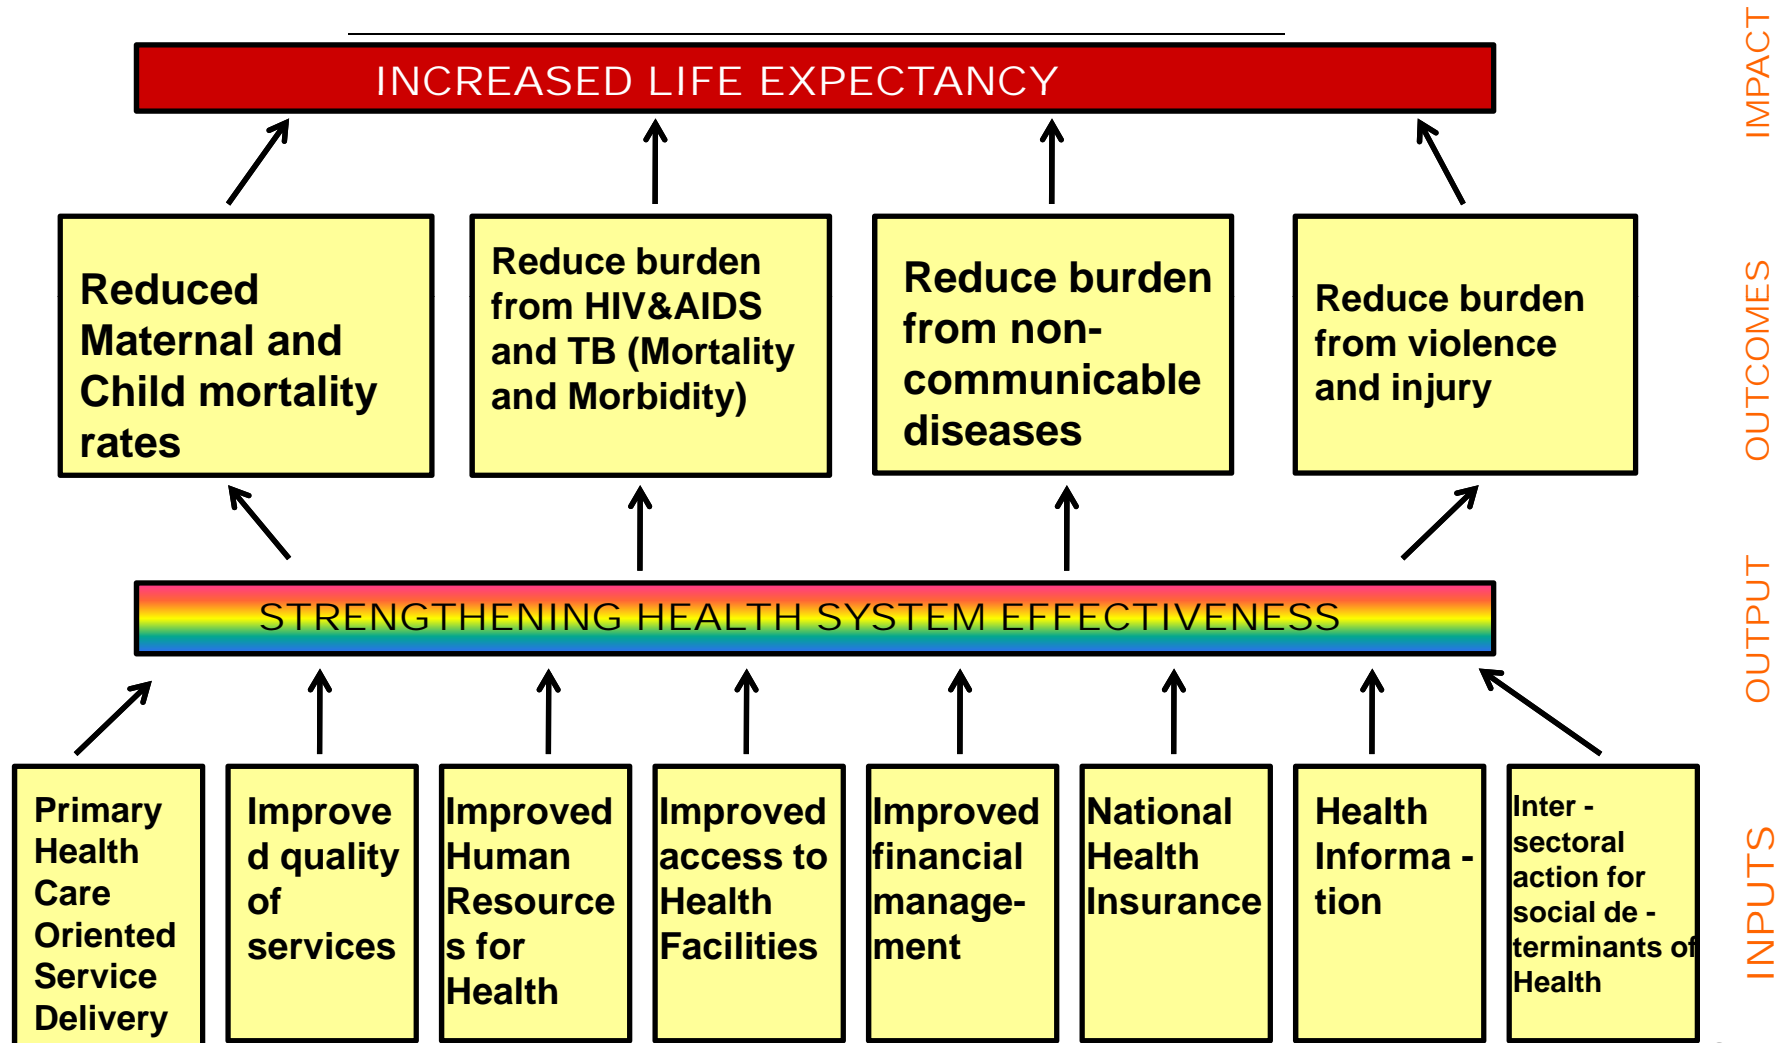 INCREASED LIFE EXPECTANCY
IMPACT
Reduced
Maternal and
Child mortality
rates
Reduce burden
from HIV&AIDS
and TB (Mortality
and Morbidity)
Reduce burden
from non-
communicable
diseases
Reduce burden
from violence
and injury
OUTCOMES
STRENGTHENING HEALTH SYSTEM EFFECTIVENESS
OUTPUT
Primary
Health
Care
Oriented
Service
Delivery
Improve
d quality
of
services
Improved
Human
Resource
s for
Health
Improved
access to
Health
Facilities
Improved
financial
manage-
ment
National
Health
Insurance
Health
Informa -
tion
Inter -
sectoral
action for
social de -
terminants of
Health
INPUTS